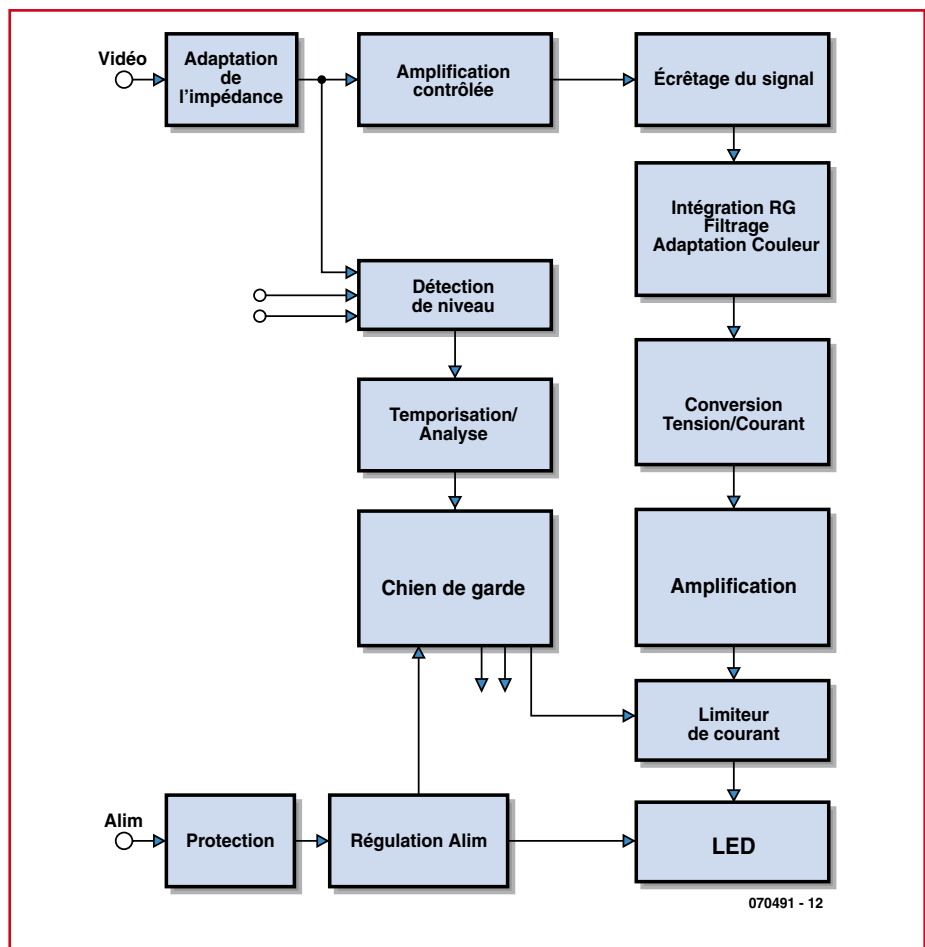 Vidéo
Adaptation
de
l'impédance
Amplification
contrôlée
Écrêtage du signal
Intégration RG
Filtrage
Adaptation Couleur
Détection
de niveau
Temporisation/
Analyse
Conversion
Tension/Courant
Chien de garde
Amplification
Limiteur
de courant
Alim
Protection
Régulation Alim
LED
070491 - 12